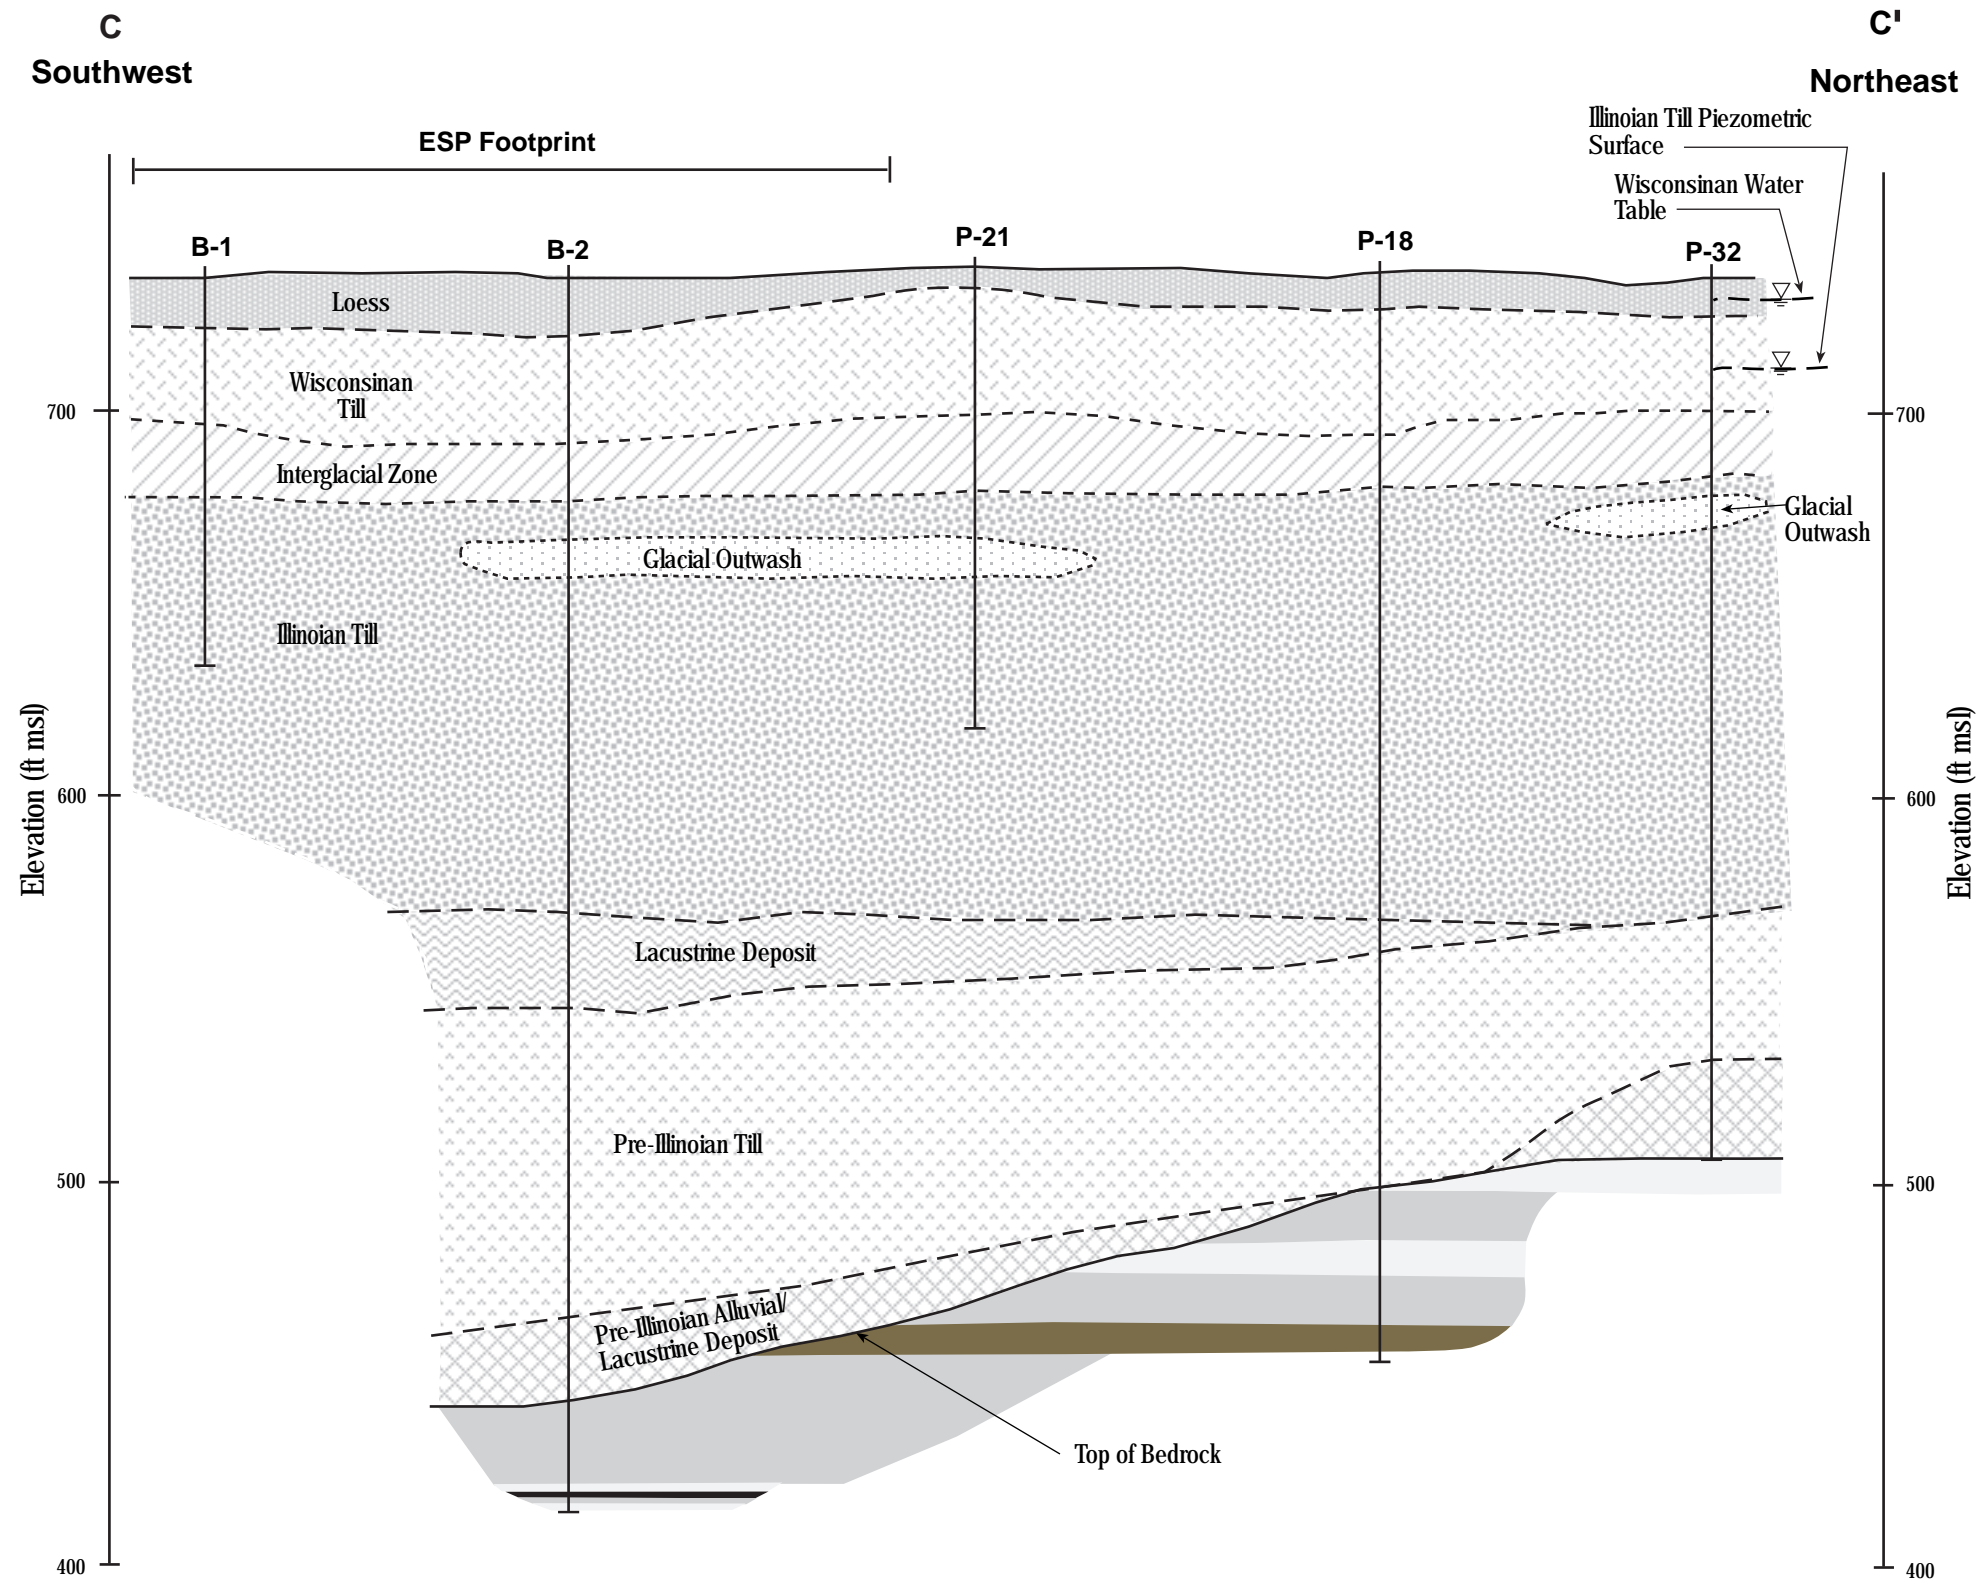 C
Southwest
C'
Northeast
ESP Footprint
Illinoian Till Piezometric
Surface
Wisconsinan Water
Table
B-1
B-2
P-21
P-18
P-32
Loess
Wisconsinan
Till
700
700
Interglacial Zone
Glacial
Outwash
Glacial Outwash
Illinoian Till
Elevation (ft msl)
Elevation (ft msl)
600
600
Lacustrine Deposit
Pre-Illinoian Till
500
500
Pre-Illinoian Alluvial/
Lacustrine Deposit
Top of Bedrock
400
400